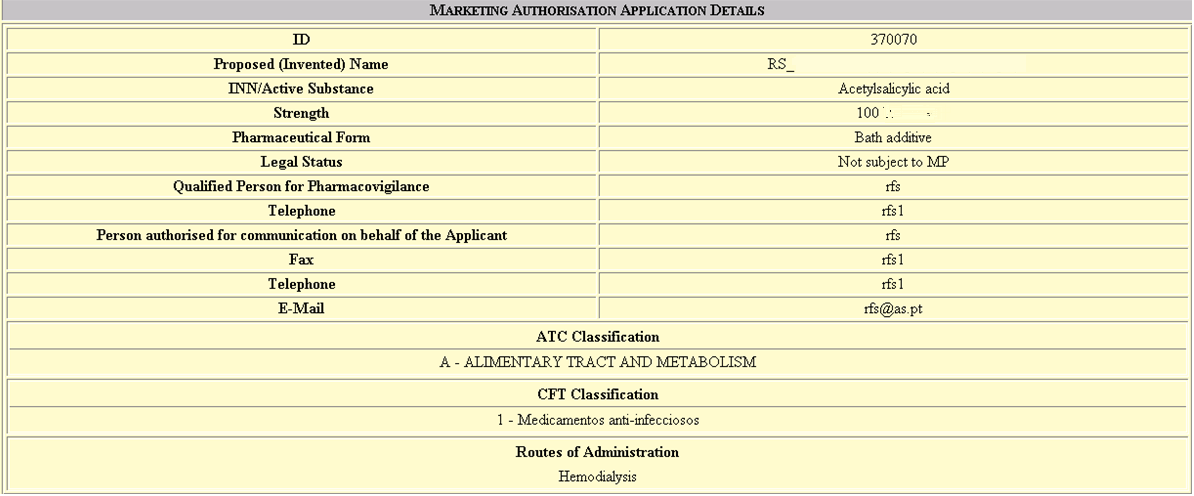 MARKETING AUTHORISATION APPLICATION DETAILS
ID 370070
Proposed (Invented) Name RS_
INN/Active Substance Acetylsalicylic acid
Strength 100
Pharmaceutical Form Bath additive
Legal Status Not subject to MP
Qualified Person for Pharmacovigilance rfs
Telephone rfs1
Person authorised for communication on behalf of the Applicant rfs
Fax rfs1
Telephone rfs1
E-Mail rfs@as.pt
ATC Classification
A - ALIMENTARY TRACT AND METABOLISM
CFT Classification
1 - Medicamentos anti-infecciosos
Routes of Administration
Hemodialysis